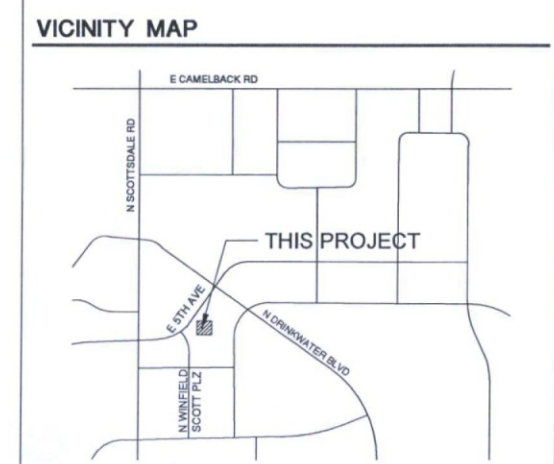 VICINITY MAP
E CAMELBACK RD
N SCOTTSDALE RD
THIS PROJECT
E 5TH AVE
N DRINKWATER BLVD
N WINFIELD
SCOTT PLZ